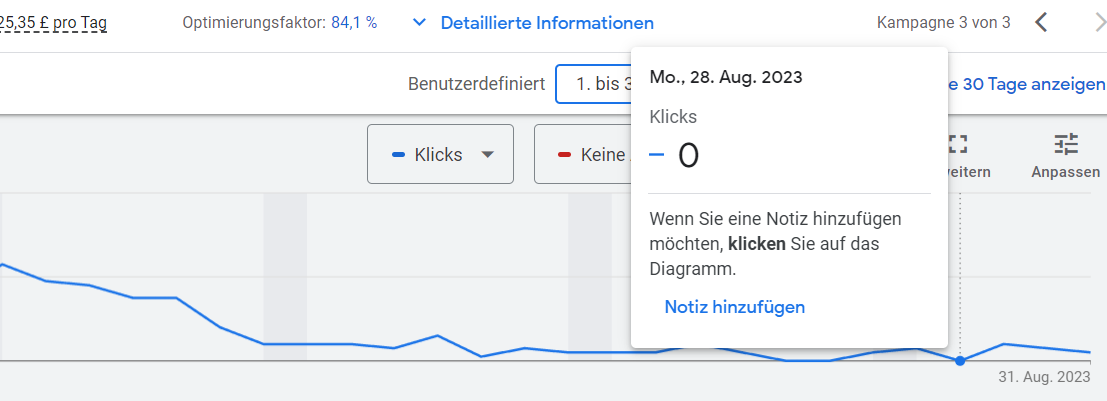 25,35 £ pro Tag Optimierungsfaktor: 84,1 % Detaillierte Informationen Kampagne 3 von 3
Benutzerdefiniert 1. bis 3 e 30 Tage anzeigen
Mo., 28. Aug. 2023
Klicks
0
Klicks Keine
weitern Anpassen
Wenn Sie eine Notiz hinzufügen
möchten, klicken Sie auf das
Diagramm.
Notiz hinzufügen
31. Aug. 2023